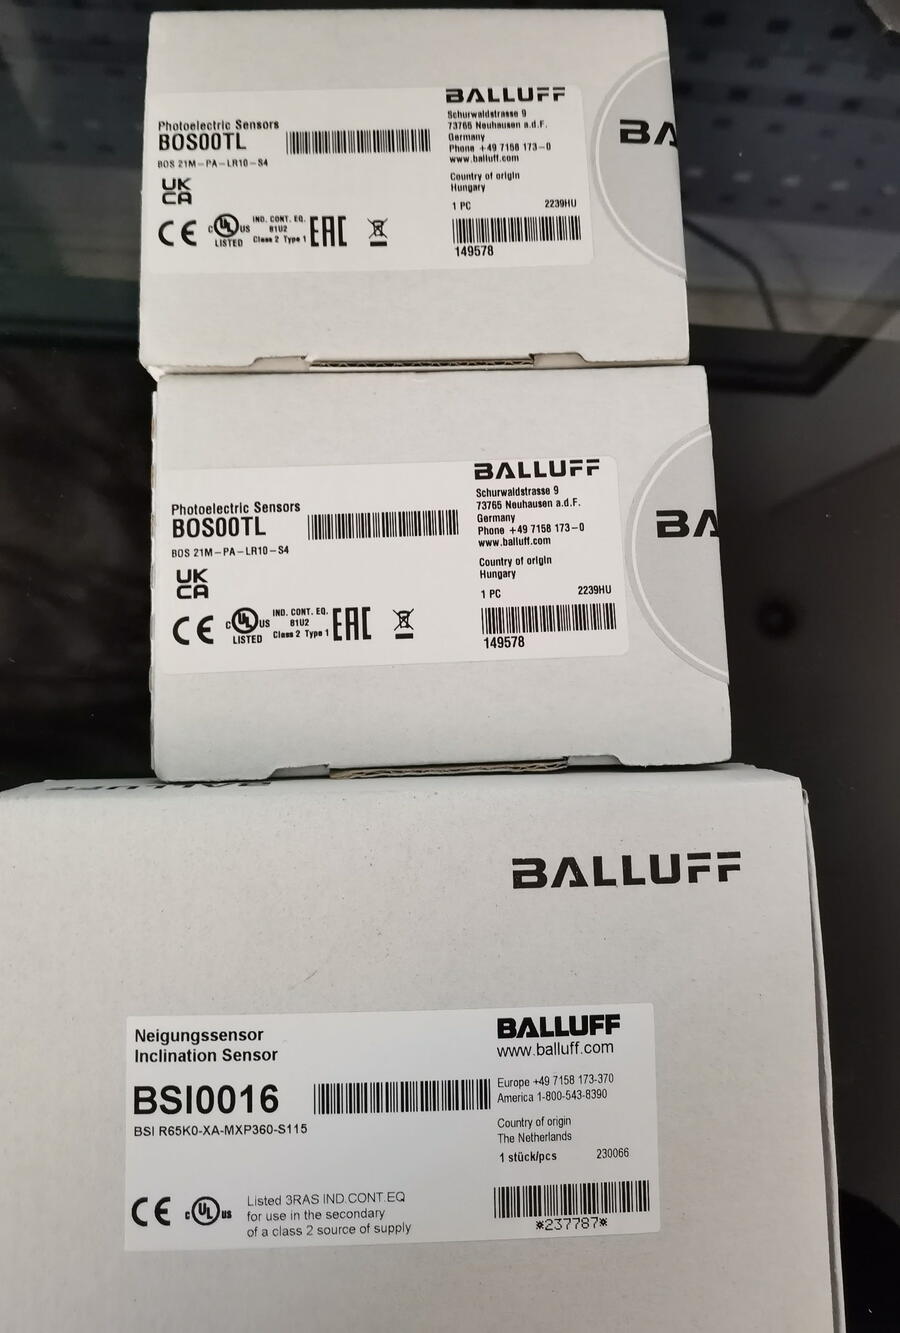 BALLUFF
Photoelectric Sensors
BOS00TL
BOS 21M-PA-LR10-S4
UK
CA
CE
C UL US
LISTED
IND. CONT. EQ.
81U2
Class 2 Type 1
EAC
Schurwaldstrasse 9
73765 Neuhausen a.d.F.
Germany
Phone +49 7158 173-0
www.balluff.com
Country of origin
Hungary
1 PC 2239HU
149578
BA
BALLUFF
Photoelectric Sensors
BOS00TL
BOS 21M-PA-LR10-S4
UK
CA
CE
C UL US
LISTED
IND. CONT. EQ.
81U2
Class 2 Type 1
EAC
Schurwaldstrasse 9
73765 Neuhausen a.d.F.
Germany
Phone +49 7158 173-0
www.balluff.com
Country of origin
Hungary
1 PC 2239HU
149578
BA
BALLUFF
BALLUFF
Neigungssensor
Inclination Sensor
BSI0016
BSI R65K0-XA-MXP360-S115
CE
c UL us
Listed 3RAS IND.CONT.EQ
for use in the secondary
of a class 2 source of supply
BALLUFF
www.balluff.com
Europe +49 7158 173-370
America 1-800-543-8390
Country of origin
The Netherlands
1 stück/pcs 230066
*237787*